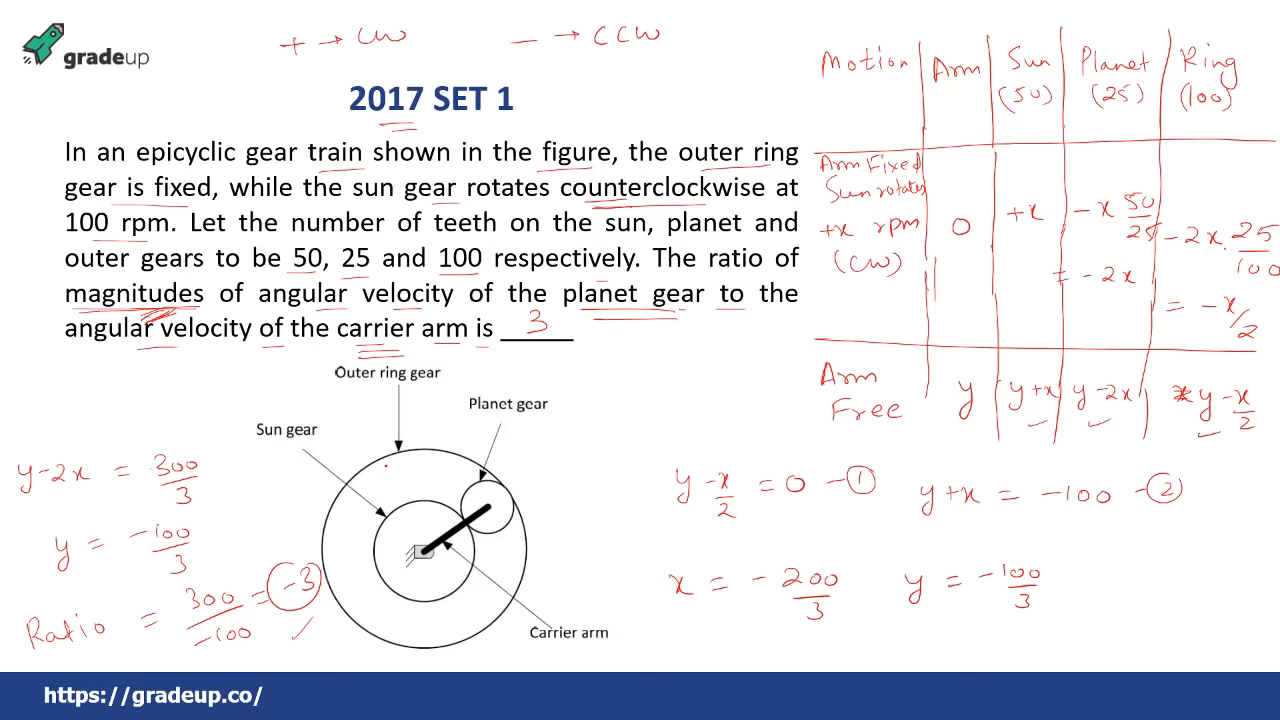 gradeup
+ → CW   − → CCW
2017 SET 1
In an epicyclic gear train shown in the figure, the outer ring
gear is fixed, while the sun gear rotates counterclockwise at
100 rpm. Let the number of teeth on the sun, planet and
outer gears to be 50, 25 and 100 respectively. The ratio of
magnitudes of angular velocity of the planet gear to the
angular velocity of the carrier arm is 3
Outer ring gear
Planet gear
Sun gear
Carrier arm
y-2x = 300/3
y = -100/3
Ratio = 300/-100 = -3
Motion | Arm | Sun (50) | Planet (25) | Ring (100)
Arm Fixed
Sun rotates
+x rpm
(CW)
0
+x
-x 50/25
= -2x
-2x . 25/100
= -x/2
Arm
Free
y
y+x
y-2x
y-x/2
y-x/2 = 0 -①
y+x = -100 -②
x = -200/3
y = -100/3
https://gradeup.co/